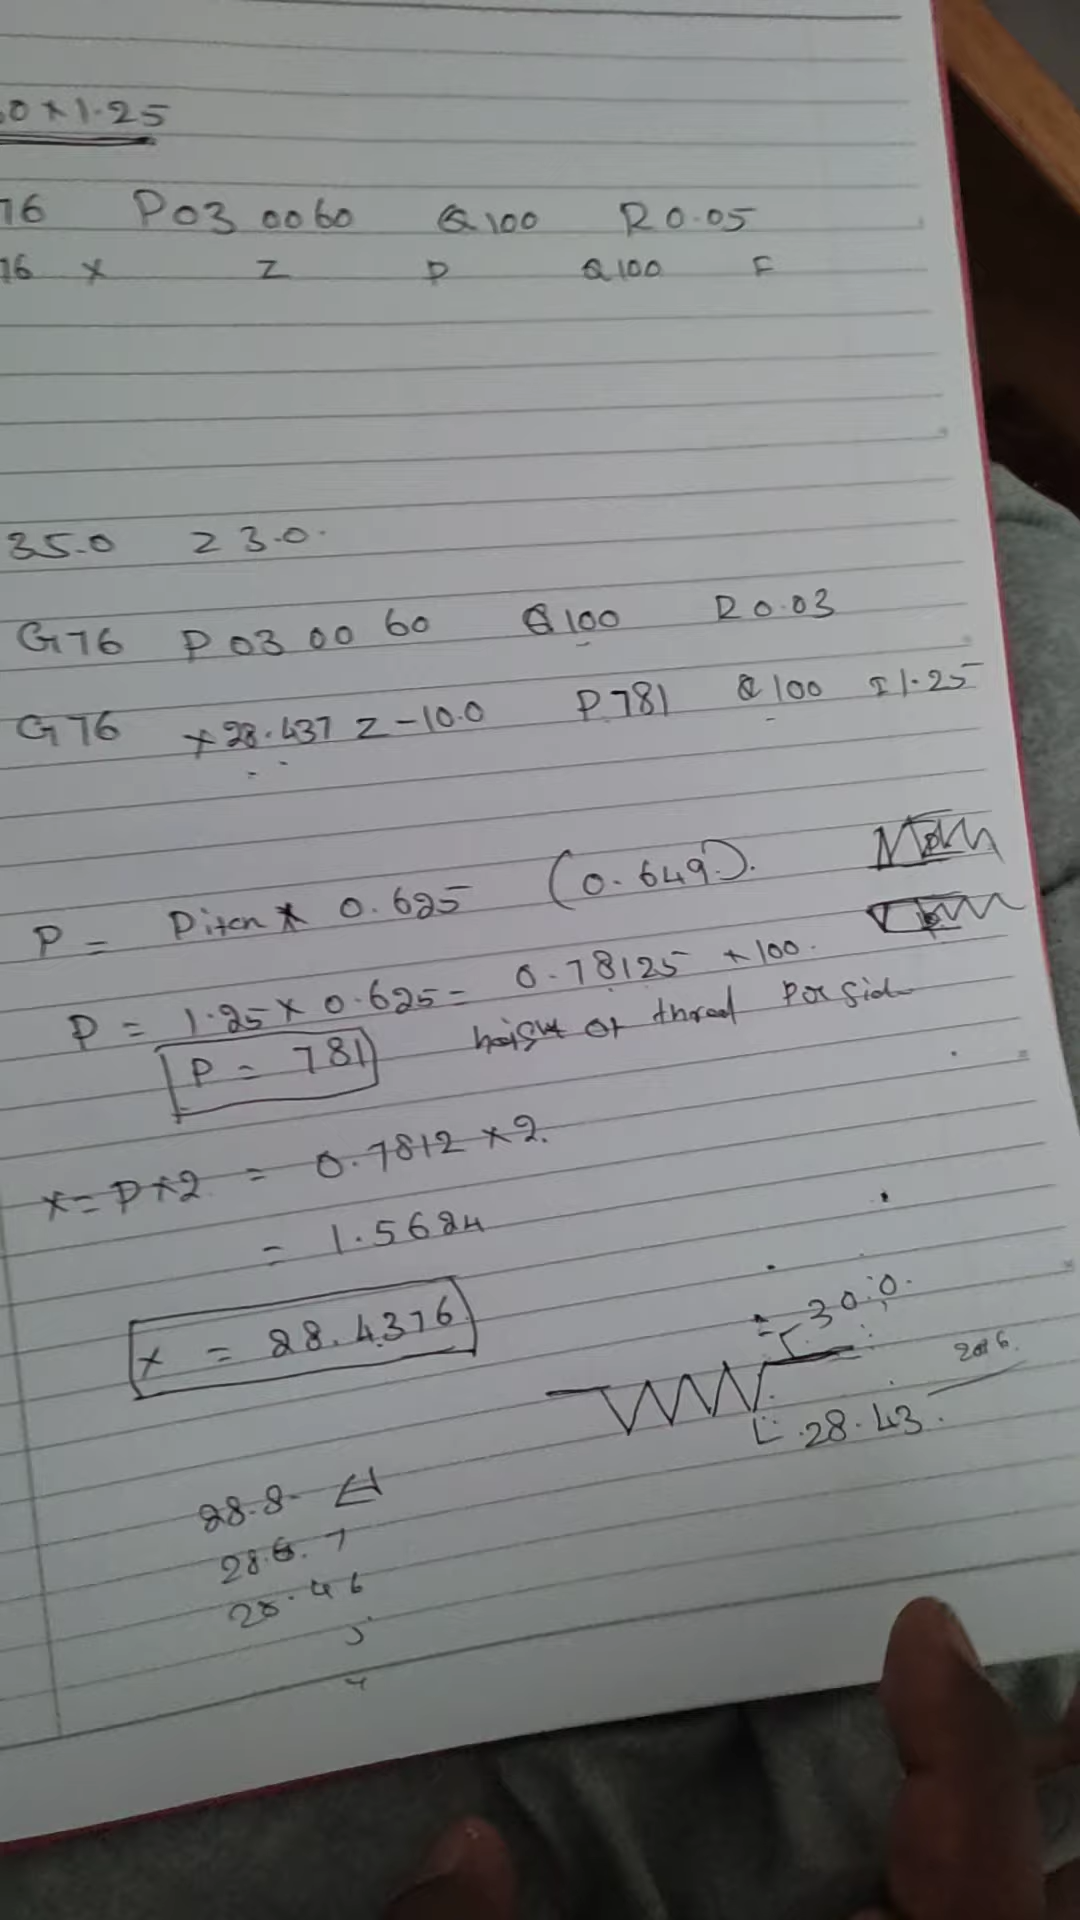 0 x 1.25
76 P03 0060 Q100 R0.05
76 x z P Q100 F
35.0 Z3.0.
G76 P03 00 60 Q100 R0.03
G76 x28.437 Z-10.0 P781 Q100 F1.25
P = Pitch x 0.625 (0.649).
P = 1.25 x 0.625 = 0.78125 x 100.
P = 781 height of thread Per side
x = P x 2 = 0.7812 x 2.
= 1.5624
x = 28.4376
30.0.
28.43.
28.8-
28.6.7
28.46